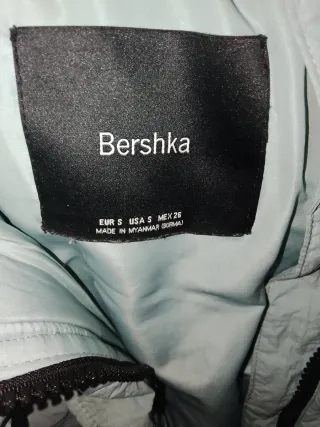 Bershka
EUR S USA S MEX 26
MADE IN MYANMAR (BURMA)